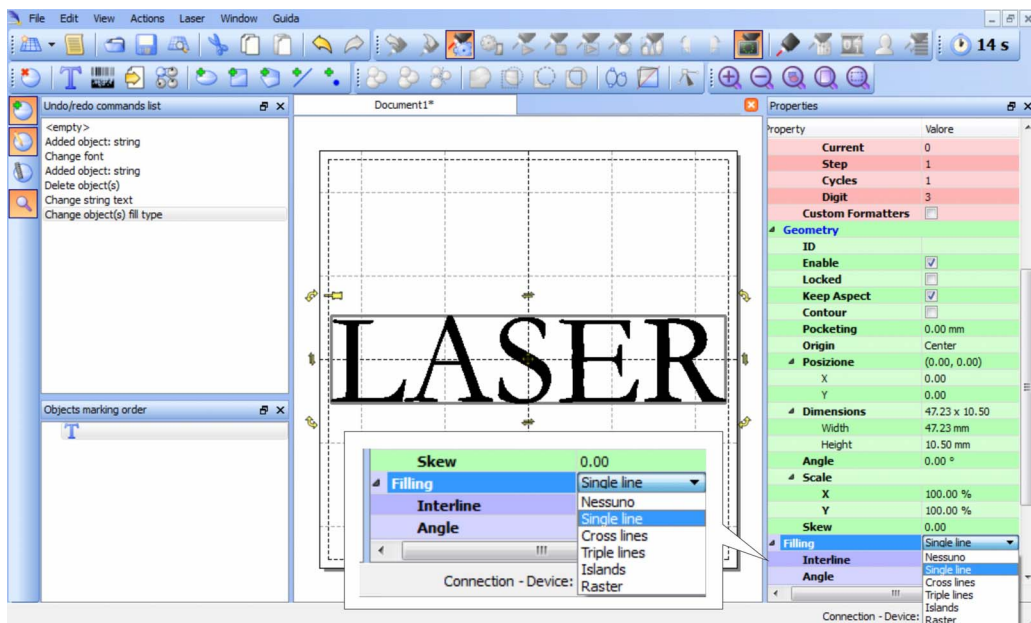 File Edit View Actions Laser Window Guida
14 s
Undo/redo commands list
<empty>
Added object: string
Change font
Added object: string
Delete object(s)
Change string text
Change object(s) fill type
Objects marking order
T
Document1*
LASER
Skew 0.00
Filling Single line
Interline Nessuno
Single line
Angle Cross lines
Triple lines
Islands
Connection - Device: Raster
Properties
Property Valore
Current 0
Step 1
Cycles 1
Digit 3
Custom Formatters
Geometry
ID
Enable
Locked
Keep Aspect
Contour
Pocketing 0.00 mm
Origin Center
Posizione (0.00, 0.00)
X 0.00
Y 0.00
Dimensions 47.23 x 10.50
Width 47.23 mm
Height 10.50 mm
Angle 0.00 °
Scale
X 100.00 %
Y 100.00 %
Skew 0.00
Filling Single line
Interline Nessuno
Single line
Angle Cross lines
Triple lines
Islands
Connection - Device: Raster